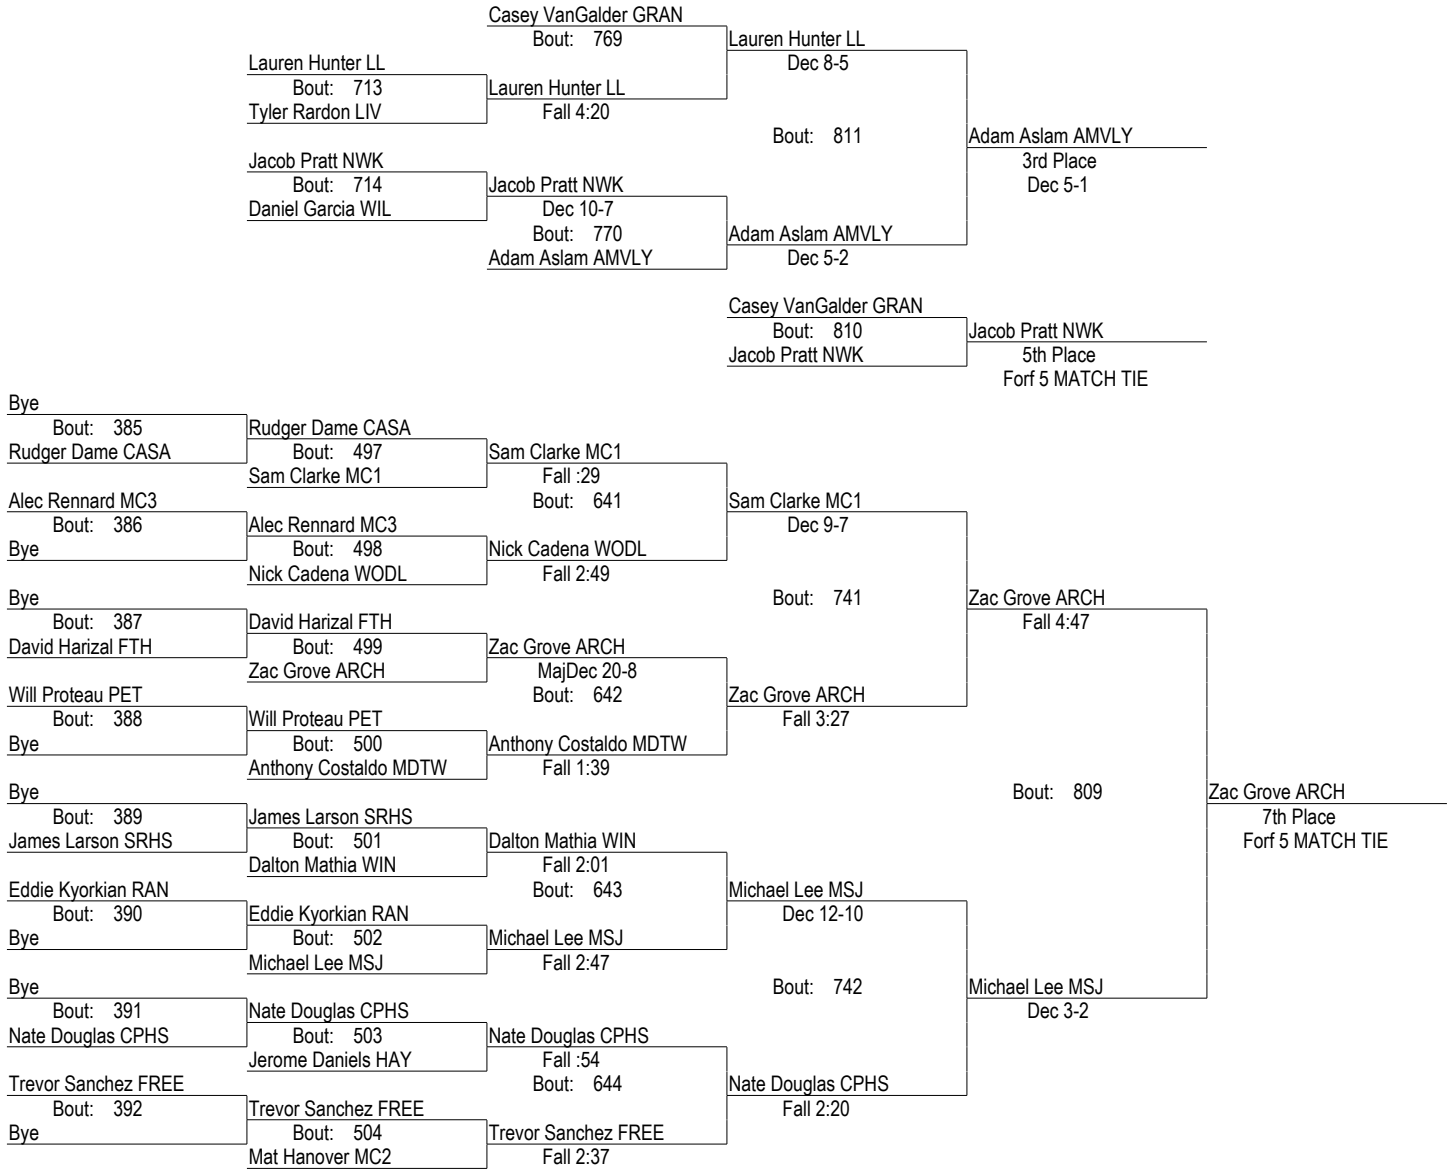 Casey VanGalder GRAN
Bout: 769
Lauren Hunter LL
Dec 8-5
Lauren Hunter LL
Bout: 713
Tyler Rardon LIV
Lauren Hunter LL
Fall 4:20
Bout: 811
Adam Aslam AMVLY
3rd Place
Dec 5-1
Jacob Pratt NWK
Bout: 714
Daniel Garcia WIL
Jacob Pratt NWK
Dec 10-7
Bout: 770
Adam Aslam AMVLY
Adam Aslam AMVLY
Dec 5-2
Casey VanGalder GRAN
Bout: 810
Jacob Pratt NWK
Jacob Pratt NWK
5th Place
Forf 5 MATCH TIE
Bye
Bout: 385
Rudger Dame CASA
Rudger Dame CASA
Bout: 497
Sam Clarke MC1
Sam Clarke MC1
Fall :29
Bout: 641
Alec Rennard MC3
Bout: 386
Bye
Alec Rennard MC3
Bout: 498
Nick Cadena WODL
Nick Cadena WODL
Fall 2:49
Sam Clarke MC1
Dec 9-7
Bout: 741
Bye
Bout: 387
David Harizal FTH
David Harizal FTH
Bout: 499
Zac Grove ARCH
Zac Grove ARCH
MajDec 20-8
Bout: 642
Will Proteau PET
Bout: 388
Bye
Will Proteau PET
Bout: 500
Anthony Costaldo MDTW
Anthony Costaldo MDTW
Fall 1:39
Zac Grove ARCH
Fall 3:27
Zac Grove ARCH
Fall 4:47
Bout: 809
Zac Grove ARCH
7th Place
Forf 5 MATCH TIE
Bye
Bout: 389
James Larson SRHS
James Larson SRHS
Bout: 501
Dalton Mathia WIN
Dalton Mathia WIN
Fall 2:01
Bout: 643
Eddie Kyorkian RAN
Bout: 390
Bye
Eddie Kyorkian RAN
Bout: 502
Michael Lee MSJ
Michael Lee MSJ
Fall 2:47
Michael Lee MSJ
Dec 12-10
Bout: 742
Michael Lee MSJ
Dec 3-2
Bye
Bout: 391
Nate Douglas CPHS
Nate Douglas CPHS
Bout: 503
Jerome Daniels HAY
Nate Douglas CPHS
Fall :54
Bout: 644
Trevor Sanchez FREE
Bout: 392
Bye
Trevor Sanchez FREE
Bout: 504
Mat Hanover MC2
Trevor Sanchez FREE
Fall 2:37
Nate Douglas CPHS
Fall 2:20